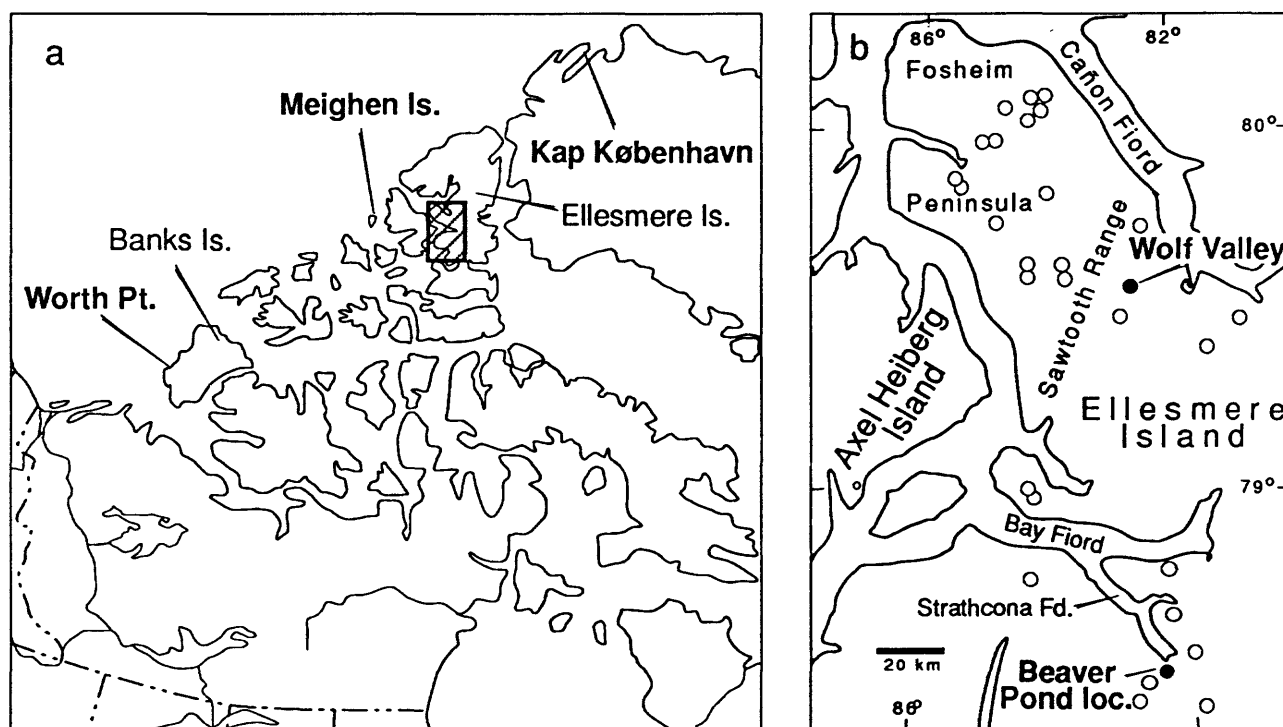 a
Meighen Is.
Kap København
Ellesmere Is.
Banks Is.
Worth Pt.
b
86°
82°
Fosheim
Cañon Fiord
80°
Peninsula
Sawtooth Range
Wolf Valley
Axel Heiberg
Island
Ellesmere
Island
79°
Bay Fiord
Strathcona Fd.
20 km
Beaver
Pond loc.
86°